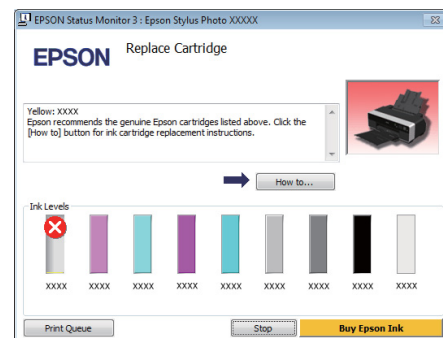 EPSON Status Monitor 3 : Epson Stylus Photo XXXXX
EPSON
Replace Cartridge
Yellow: XXXX
Epson recommends the genuine Epson cartridges listed above. Click the
[How to] button for ink cartridge replacement instructions.
How to...
Ink Levels
XXXX XXXX XXXX XXXX XXXX XXXX XXXX XXXX XXXX
Print Queue Stop Buy Epson Ink